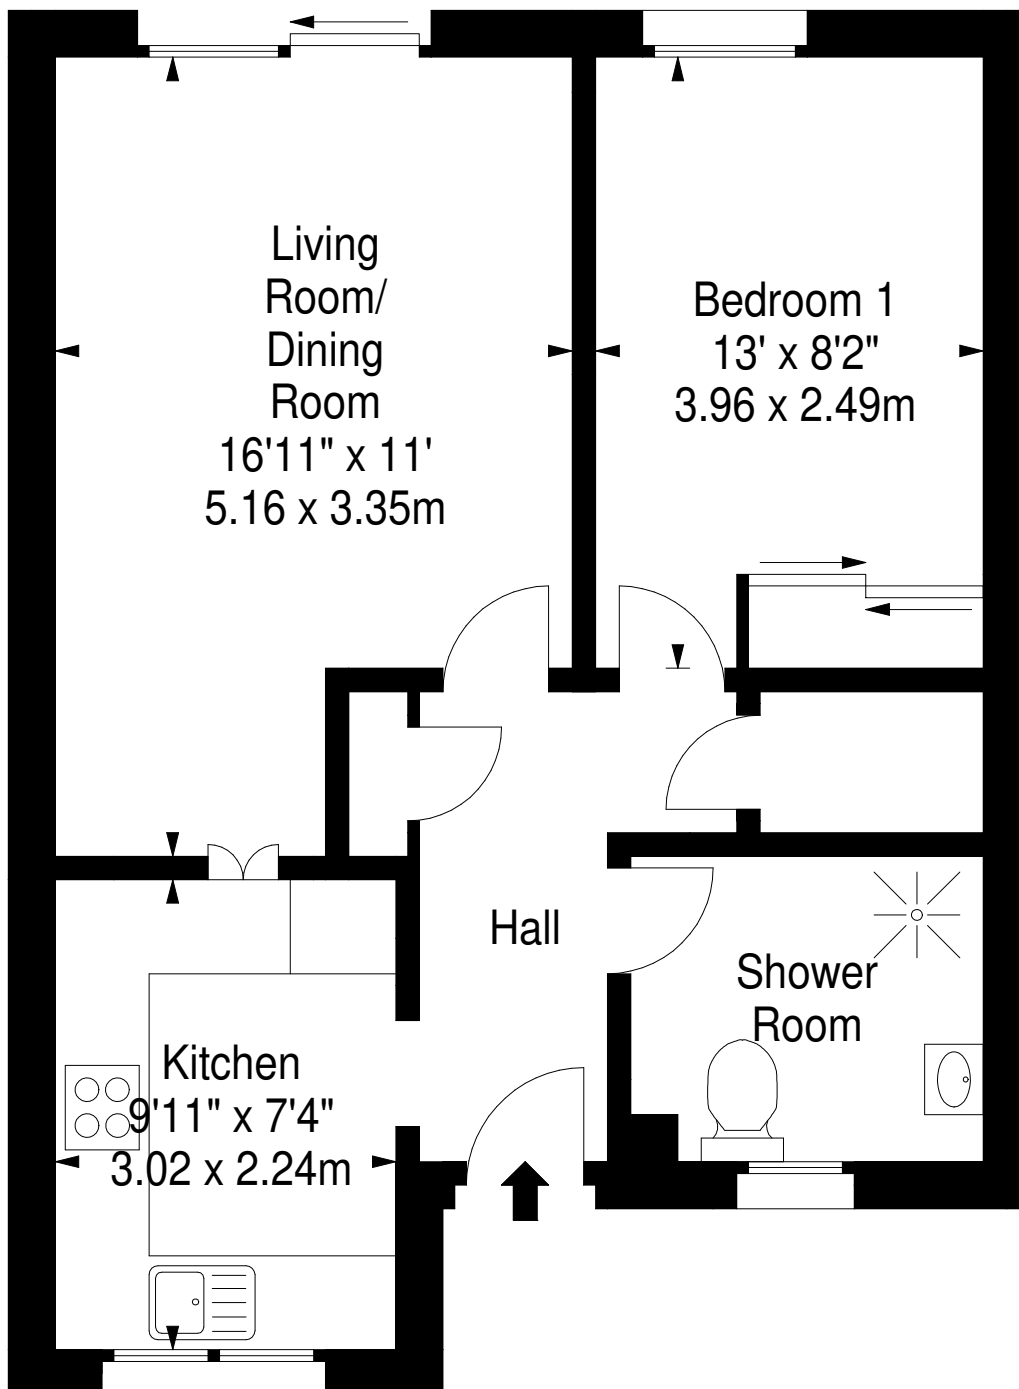 Living
Room/
Dining
Room
16'11" x 11'
5.16 x 3.35m
Bedroom 1
13' x 8'2"
3.96 x 2.49m
Hall
Shower
Room
Kitchen
9'11" x 7'4"
3.02 x 2.24m